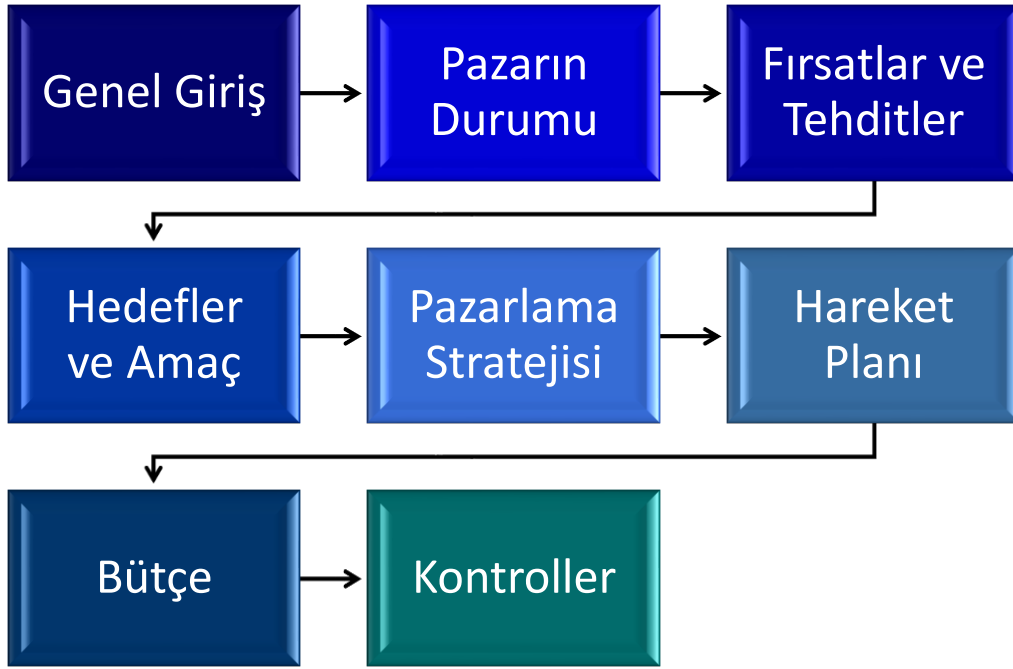 Genel Giriş
Pazarın
Durumu
Fırsatlar ve
Tehditler
Hedefler
ve Amaç
Pazarlama
Stratejisi
Hareket
Planı
Bütçe
Kontroller